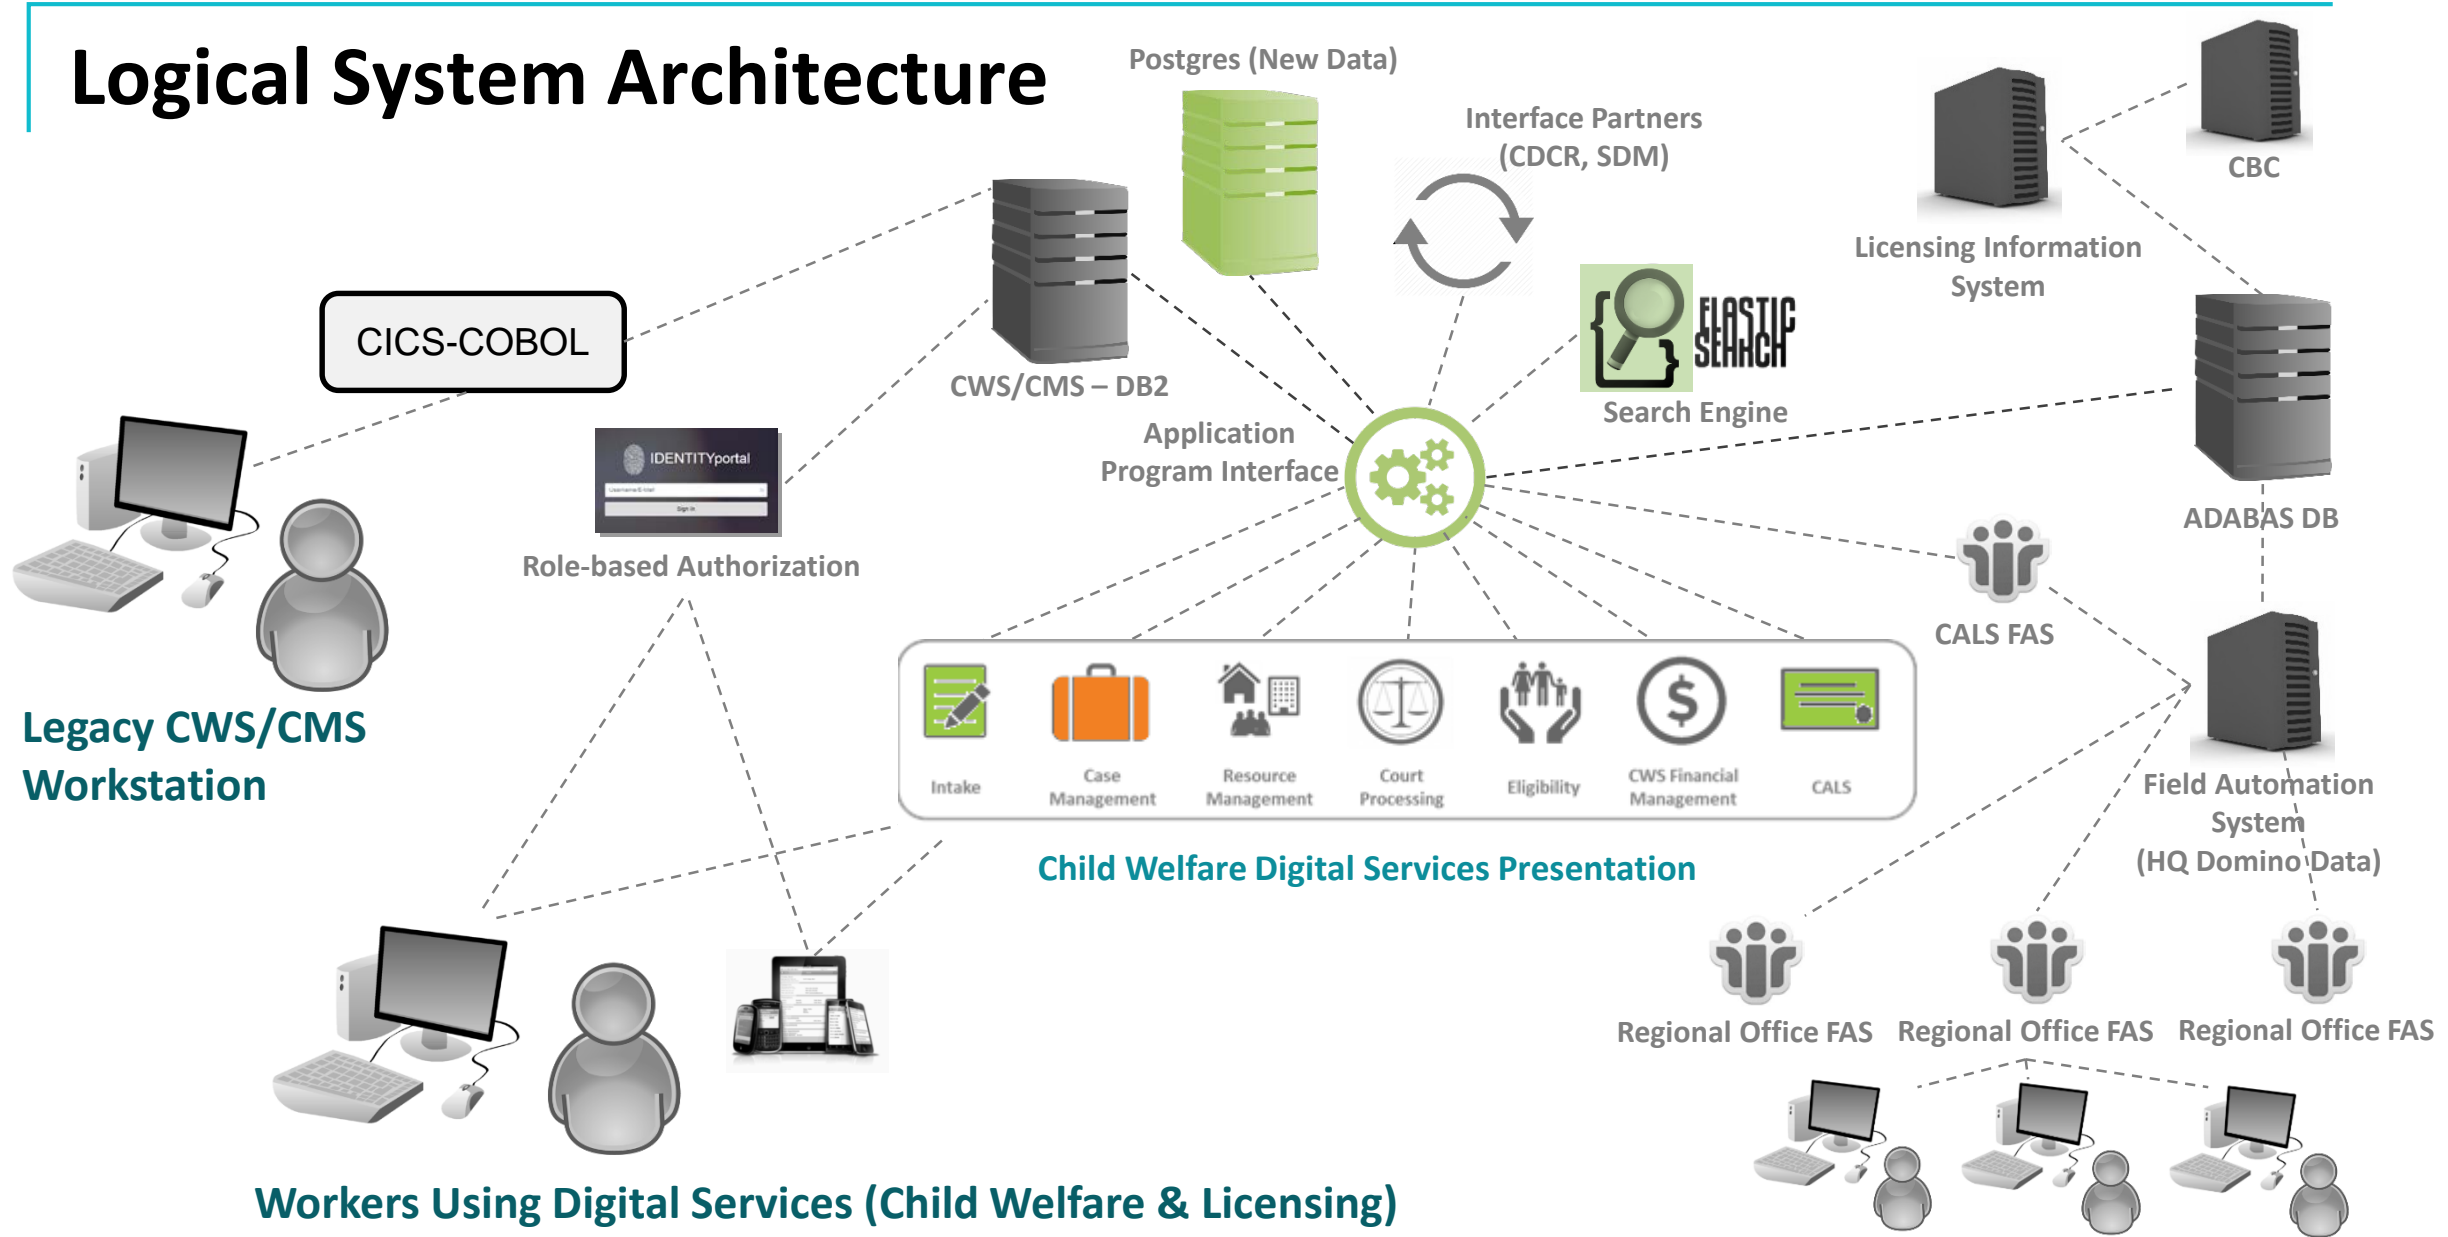 Logical System Architecture
Postgres (New Data)
Interface Partners
(CDCR, SDM)
CBC
Licensing Information
System
CICS-COBOL
CWS/CMS – DB2
ELASTIC
SEARCH
Search Engine
Application
Program Interface
IDENTITYportal
Sign In
Role-based Authorization
ADABAS DB
CALS FAS
Legacy CWS/CMS
Workstation
Intake
Case
Management
Resource
Management
Court
Processing
Eligibility
CWS Financial
Management
CALS
Child Welfare Digital Services Presentation
Field Automation
System
(HQ Domino Data)
Regional Office FAS
Regional Office FAS
Regional Office FAS
Workers Using Digital Services (Child Welfare & Licensing)